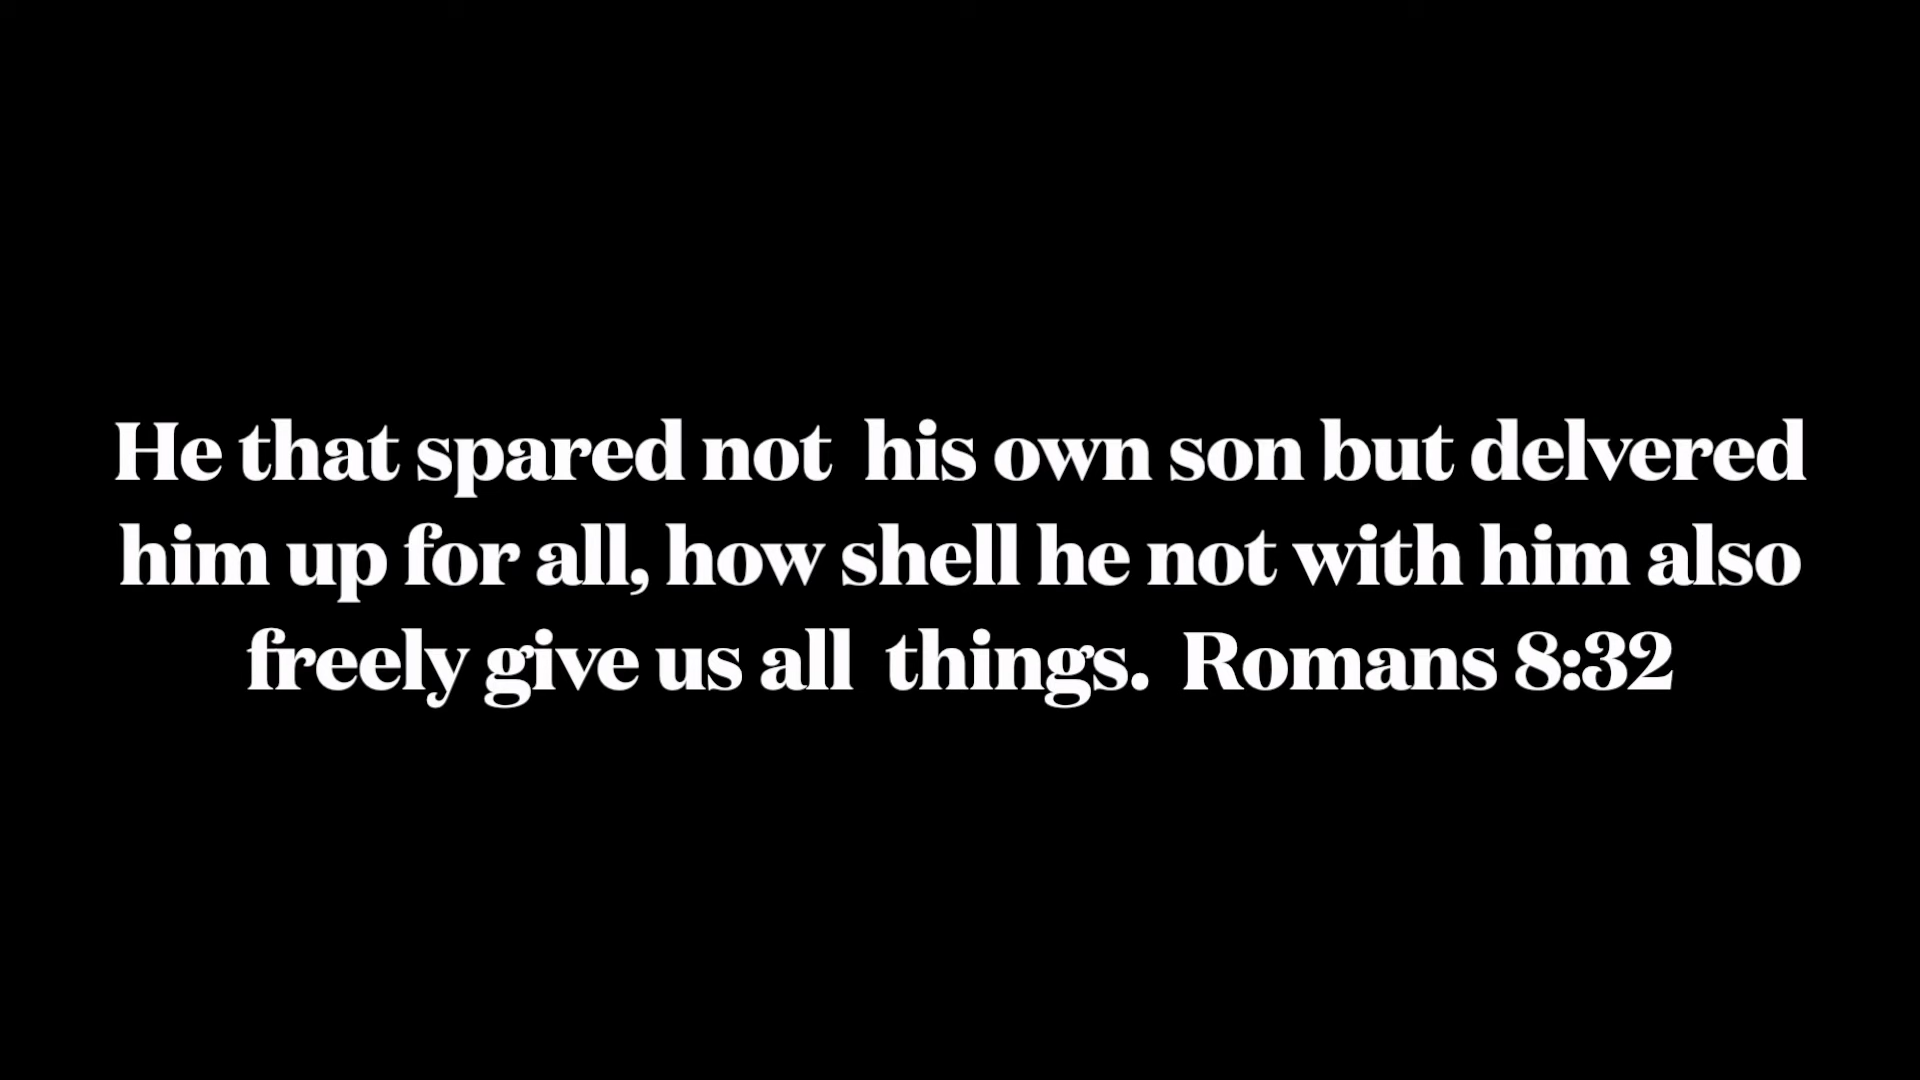 He that spared not  his own son but delvered
him up for all, how shell he not with him also
freely give us all  things.  Romans 8:32